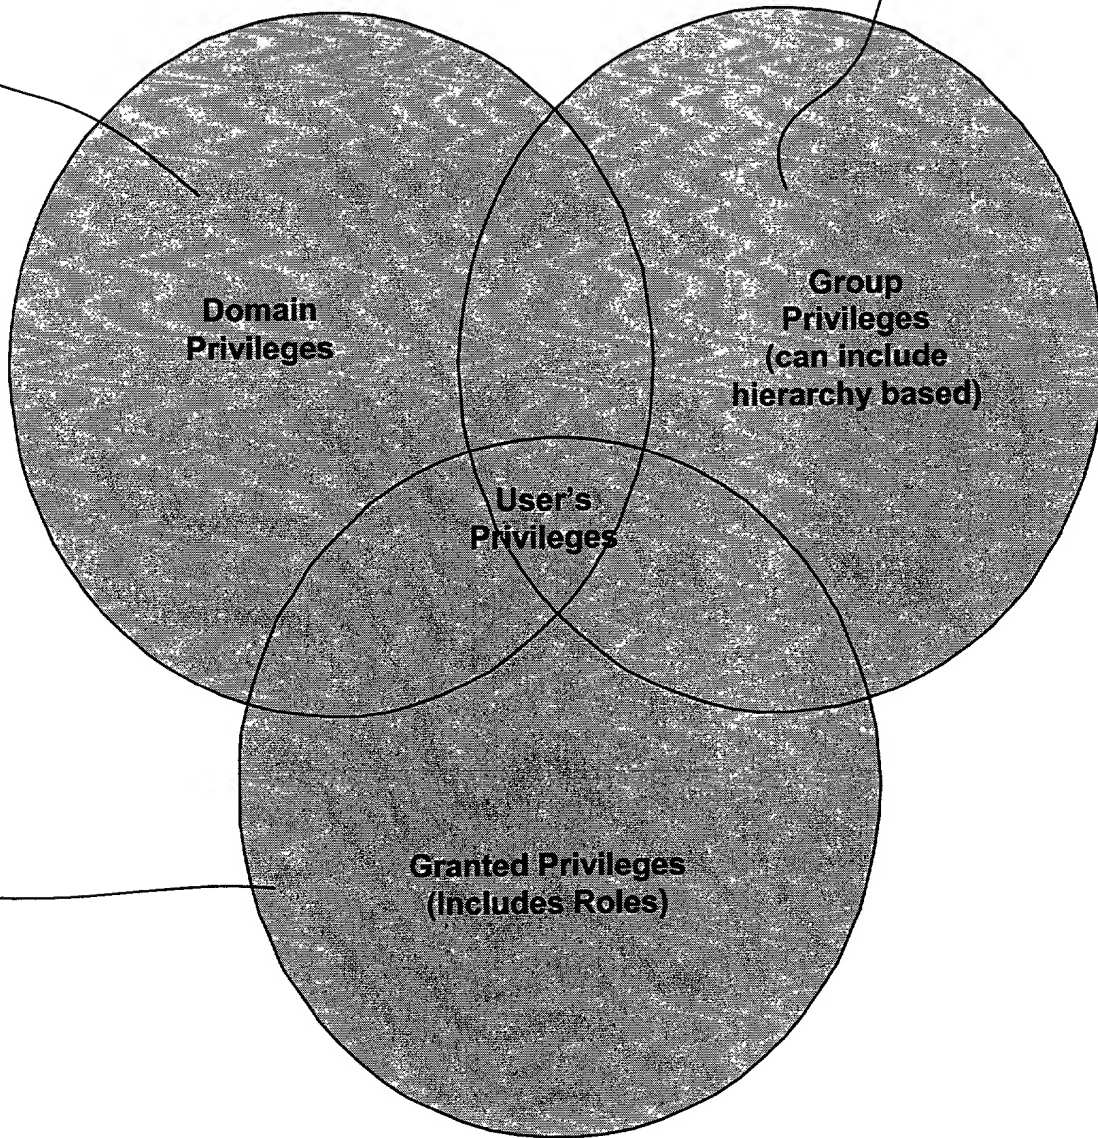 Domain
Privileges
Group
Privileges
(can include
hierarchy based)
User's
Privileges
Granted Privileges
(Includes Roles)